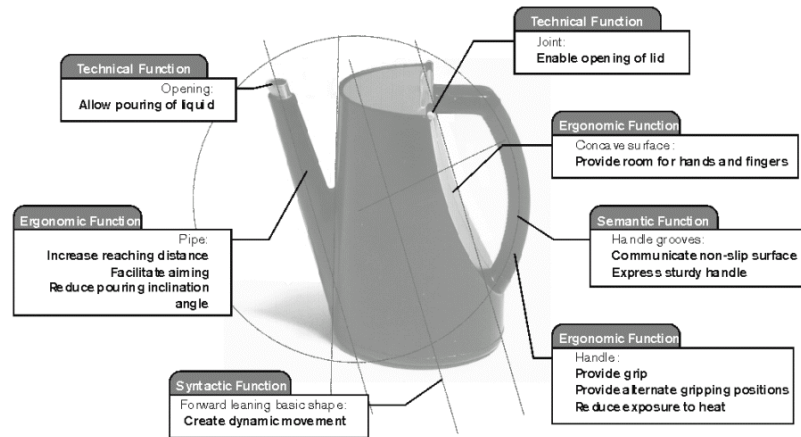 Technical Function
Joint:
Enable opening of lid
Technical Function
Opening:
Allow pouring of liquid
Ergonomic Function
Concave surface:
Provide room for hands and fingers
Ergonomic Function
Pipe:
Increase reaching distance
Facilitate aiming
Reduce pouring inclination
angle
Semantic Function
Handle grooves:
Communicate non-slip surface
Express sturdy handle
Ergonomic Function
Handle:
Provide grip
Provide alternate gripping positions
Reduce exposure to heat
Syntactic Function
Forward leaning basic shape:
Create dynamic movement